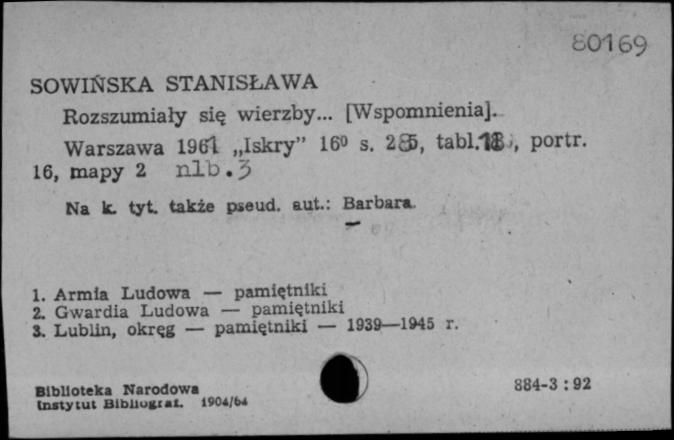 80169
SOWIŃSKA STANISŁAWA
Rozszumiały się wierzby... [Wspomnienia].
Warszawa 1961 „Iskry” 16⁰ s. 285, tabl. , portr.
16, mapy 2 nlb.3
Na k. tyt. także pseud. aut.: Barbara.
1. Armia Ludowa — pamiętniki
2. Gwardia Ludowa — pamiętniki
3. Lublin, okręg — pamiętniki — 1939—1945 r.
Biblioteka Narodowa 884-3 : 92
Instytut Bibliograf. 1904/64